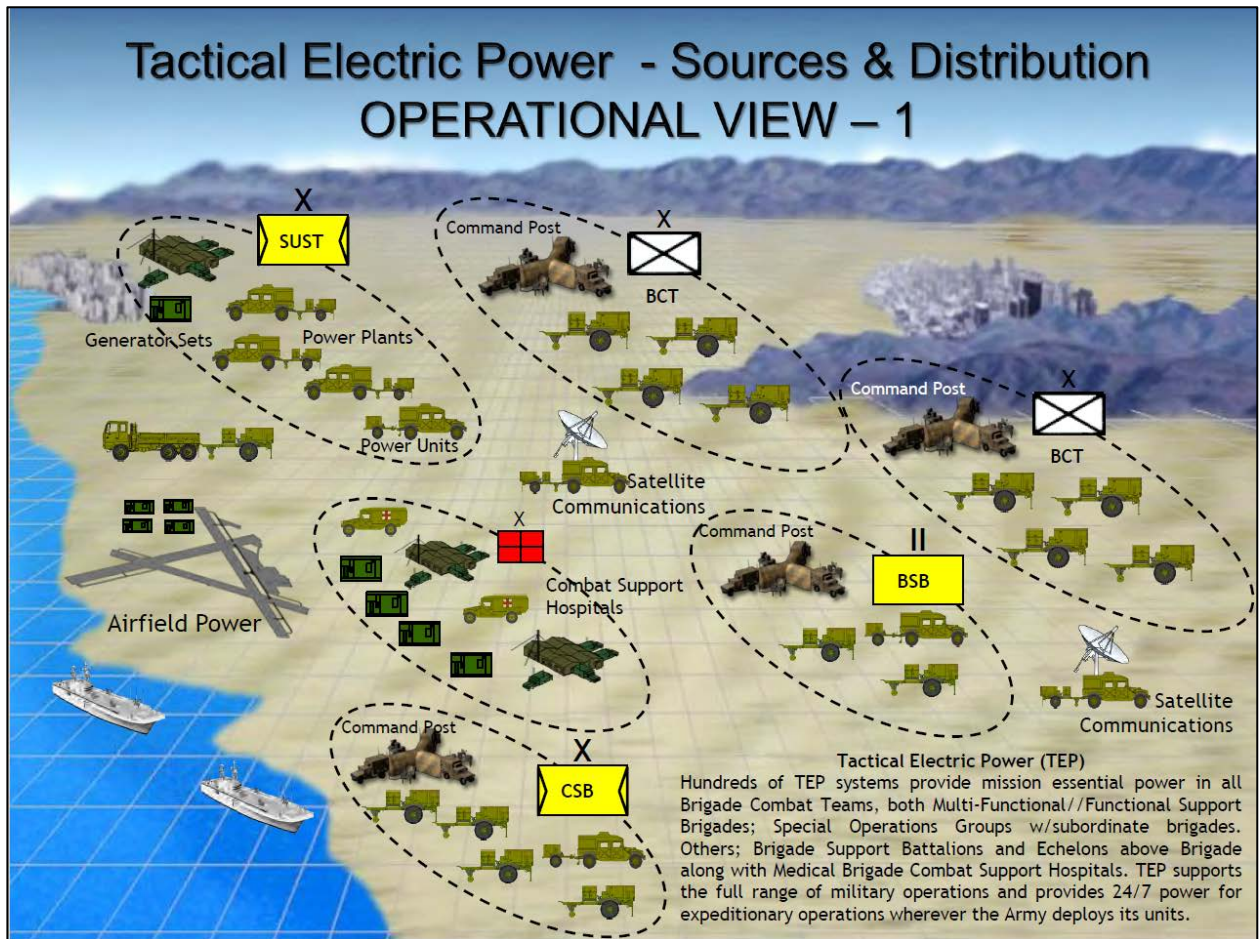 Tactical Electric Power - Sources & Distribution
OPERATIONAL VIEW – 1
X
SUST
Generator Sets
Power Plants
Power Units
Command Post
X
BCT
Command Post
X
BCT
Satellite
Communications
Airfield Power
X
Combat Support
Hospitals
Command Post
II
BSB
Satellite
Communications
Command Post
X
CSB
Tactical Electric Power (TEP)
Hundreds of TEP systems provide mission essential power in all
Brigade Combat Teams, both Multi-Functional//Functional Support
Brigades; Special Operations Groups w/subordinate brigades.
Others; Brigade Support Battalions and Echelons above Brigade
along with Medical Brigade Combat Support Hospitals. TEP supports
the full range of military operations and provides 24/7 power for
expeditionary operations wherever the Army deploys its units.